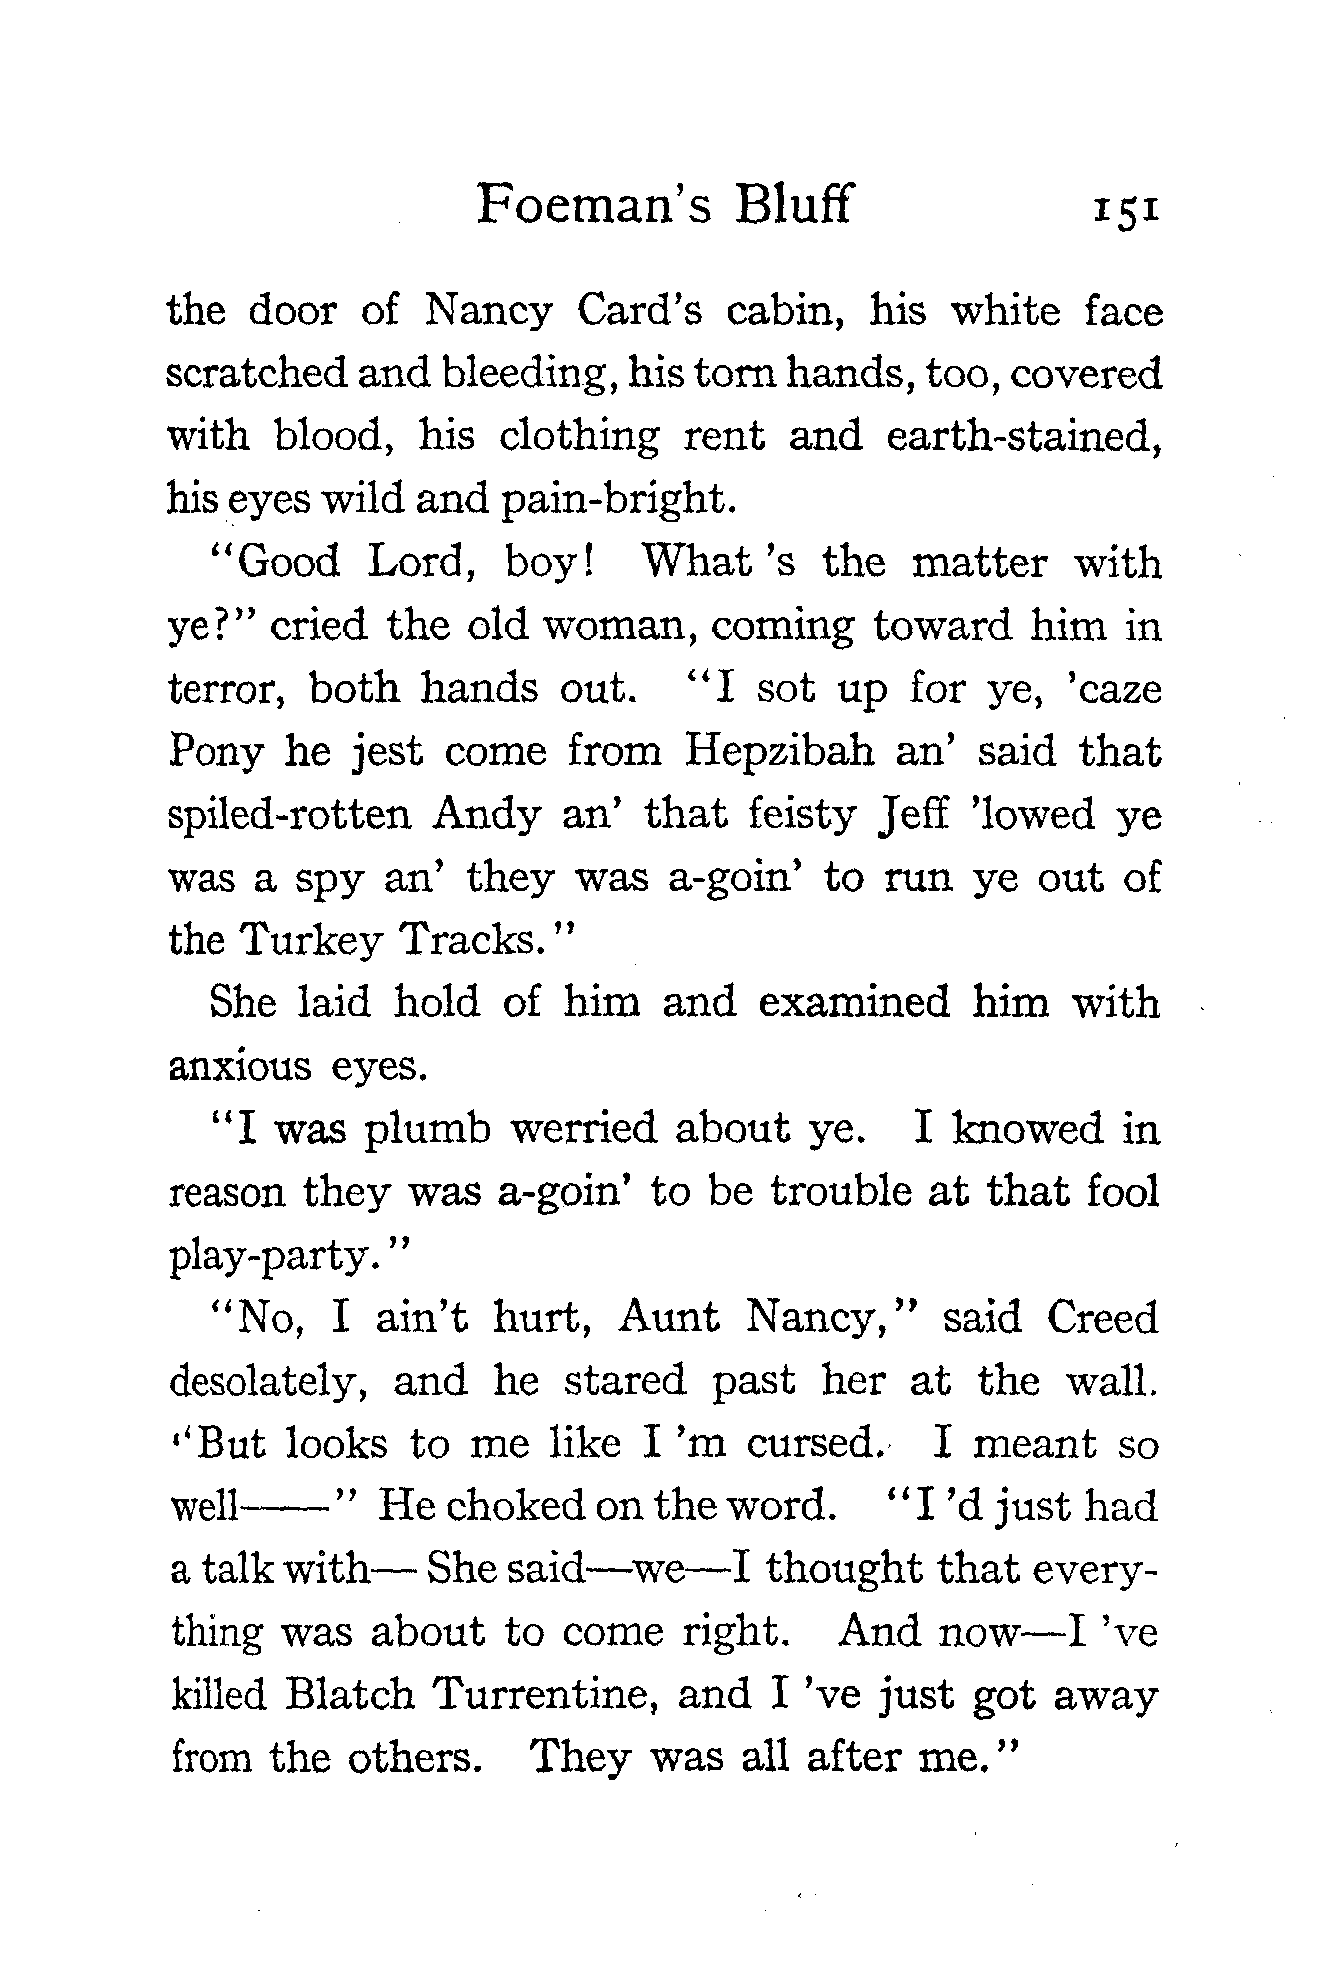 Foeman's Bluff 151
the door of Nancy Card's cabin, his white face
scratched and bleeding, his torn hands, too, covered
with blood, his clothing rent and earth-stained,
his eyes wild and pain-bright.
"Good Lord, boy! What 's the matter with
ye?" cried the old woman, coming toward him in
terror, both hands out. "I sot up for ye, 'caze
Pony he jest come from Hepzibah an' said that
spiled-rotten Andy an' that feisty Jeff 'lowed ye
was a spy an' they was a-goin' to run ye out of
the Turkey Tracks."
She laid hold of him and examined him with
anxious eyes.
"I was plumb werried about ye. I knowed in
reason they was a-goin' to be trouble at that fool
play-party."
"No, I ain't hurt, Aunt Nancy," said Creed
desolately, and he stared past her at the wall.
"But looks to me like I 'm cursed. I meant so
well——" He choked on the word. "I 'd just had
a talk with— She said—we—I thought that every-
thing was about to come right. And now—I 've
killed Blatch Turrentine, and I 've just got away
from the others. They was all after me."